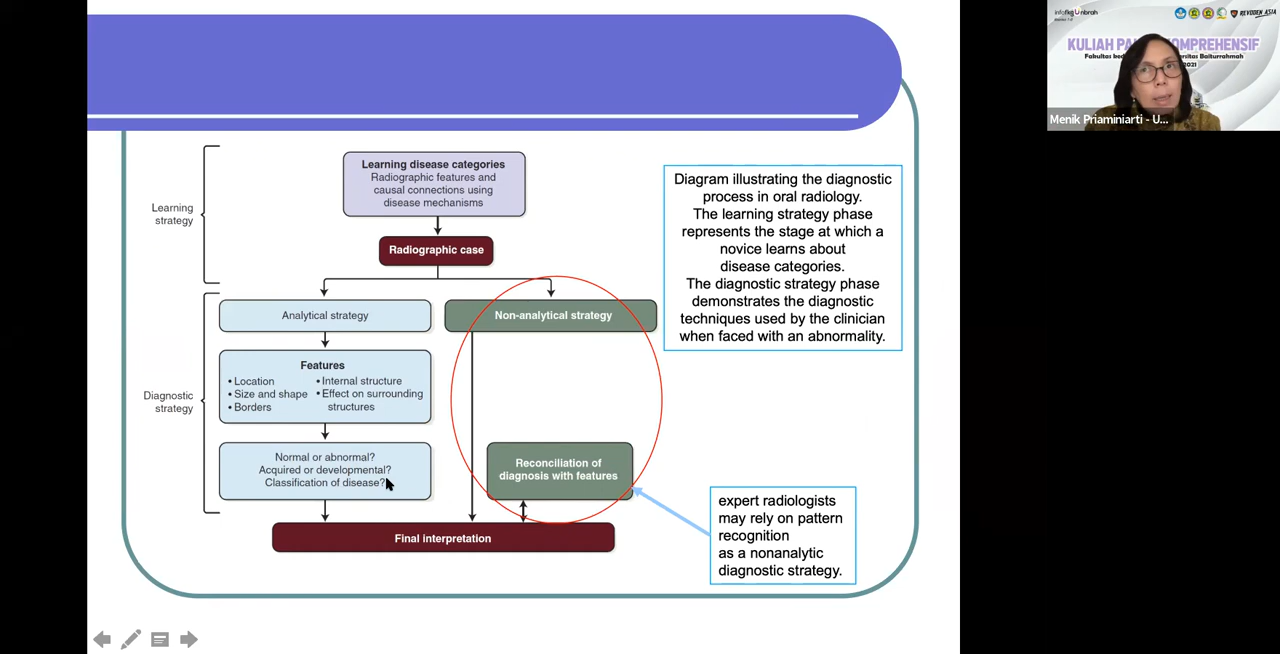 Learning disease categories
Radiographic features and
causal connections using
disease mechanisms
Learning
strategy
Radiographic case
Analytical strategy
Non-analytical strategy
Features
• Location
• Size and shape
• Borders
• Internal structure
• Effect on surrounding
structures
Diagnostic
strategy
Normal or abnormal?
Acquired or developmental?
Classification of disease?
Reconciliation of
diagnosis with features
Final interpretation
Diagram illustrating the diagnostic
process in oral radiology.
The learning strategy phase
represents the stage at which a
novice learns about
disease categories.
The diagnostic strategy phase
demonstrates the diagnostic
techniques used by the clinician
when faced with an abnormality.
expert radiologists
may rely on pattern
recognition
as a nonanalytic
diagnostic strategy.
REVODEN ASIA
KULIAH
Menik Priaminiarti - U...